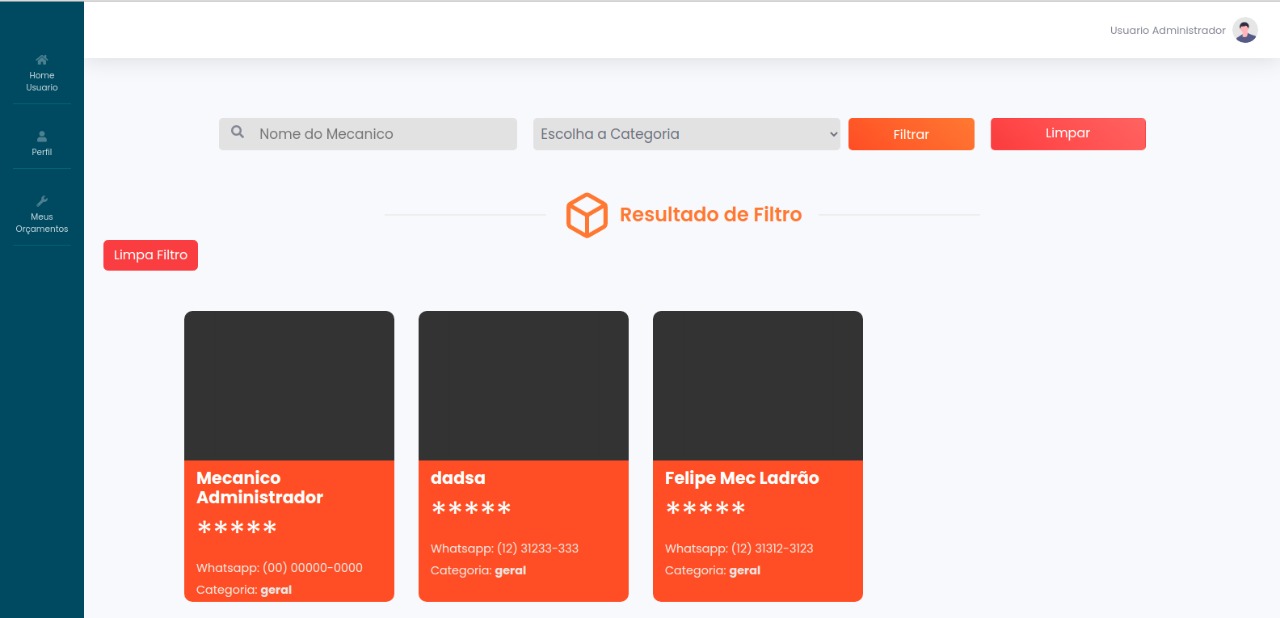 Usuario Administrador
Home
Usuario
Perfil
Meus
Orçamentos
Nome do Mecanico
Escolha a Categoria
Filtrar
Limpar
Resultado de Filtro
Limpa Filtro
Mecanico
Administrador
*****
Whatsapp: (00) 00000-0000
Categoria: geral
dadsa
*****
Whatsapp: (12) 31233-333
Categoria: geral
Felipe Mec Ladrão
*****
Whatsapp: (12) 31312-3123
Categoria: geral